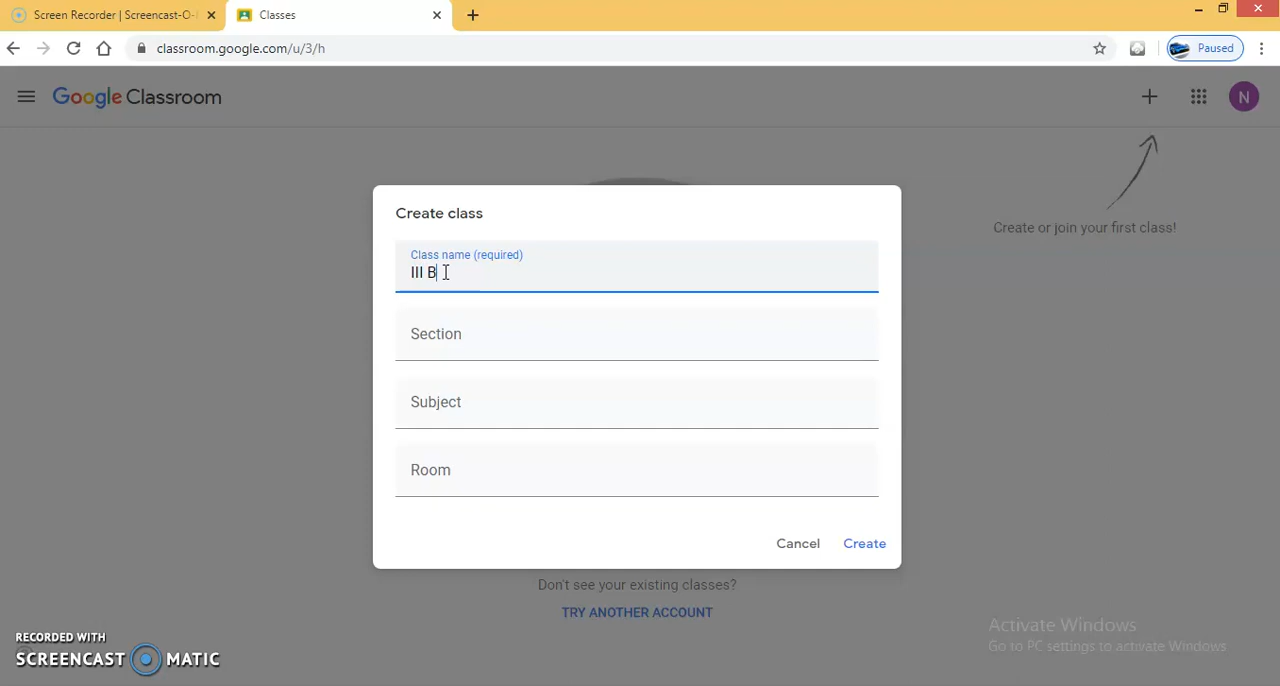 Screen Recorder | Screencast-O-
Classes
classroom.google.com/u/3/h
Paused
Google Classroom
N
Create or join your first class!
Create class
Class name (required)
III B
Section
Subject
Room
Cancel
Create
Don't see your existing classes?
TRY ANOTHER ACCOUNT
Activate Windows
Go to PC settings to activate Windows
RECORDED WITH
SCREENCAST MATIC